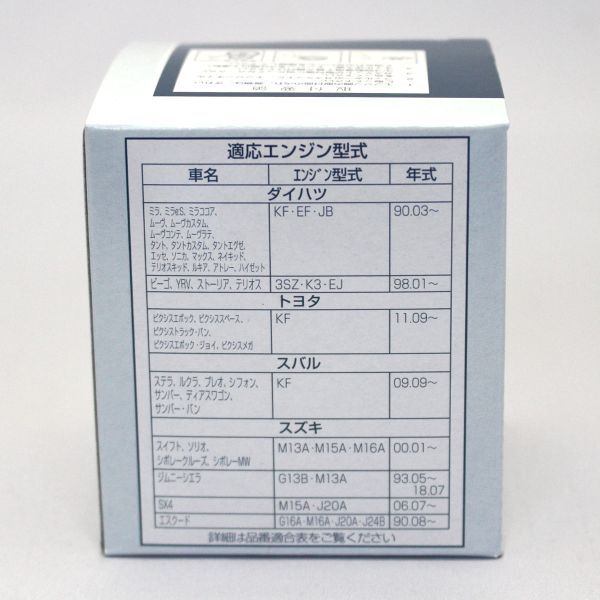 適応エンジン型式
車名 エンジン型式 年式
ダイハツ
ミラ、ミラeS、ミラココア、
ムーヴ、ムーヴカスタム、
ムーヴコンテ、ムーヴラテ、
タント、タントカスタム、タントエグゼ、
エッセ、ソニカ、マックス、ネイキッド、
テリオスキッド、ルキア、アトレー、ハイゼット
KF・EF・JB 90.03～
ビーゴ、YRV、ストーリア、テリオス 3SZ・K3・EJ 98.01～
トヨタ
ピクシスエポック、ピクシススペース、
ピクシストラック・バン、
ピクシスエポック・ジョイ、ピクシスメガ
KF 11.09～
スバル
ステラ、ルクラ、プレオ、シフォン、
サンバー、ディアスワゴン、
サンバー・バン
KF 09.09～
スズキ
スイフト、ソリオ、
シボレークルーズ、シボレーMW
M13A・M15A・M16A 00.01～
ジムニーシエラ G13B・M13A 93.05～
18.07
SX4 M15A・J20A 06.07～
エスクード G16A・M16A・J20A・J24B 90.08～
詳細は品番適合表をご覧ください